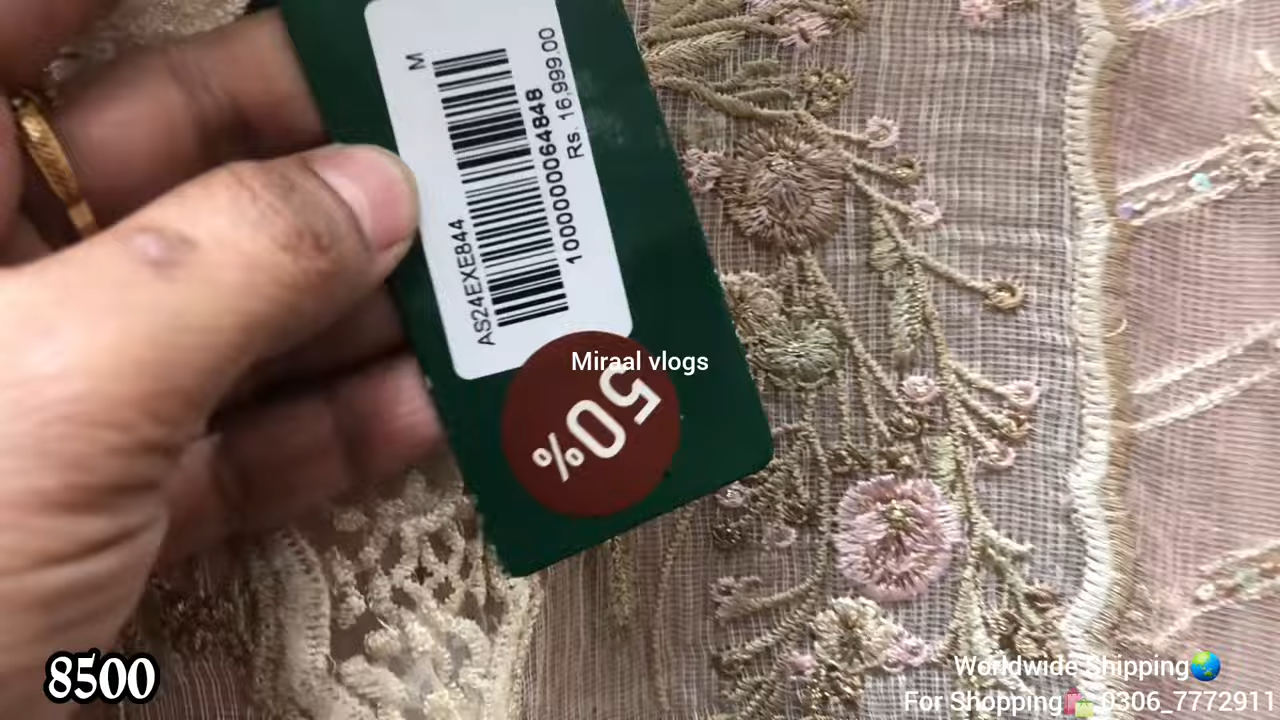 M
AS24EXE844
1000000064848
Rs. 16,999.00
50%
Miraal vlogs
8500
Worldwide Shipping🌏
For Shopping🛍️ 0306_7772911